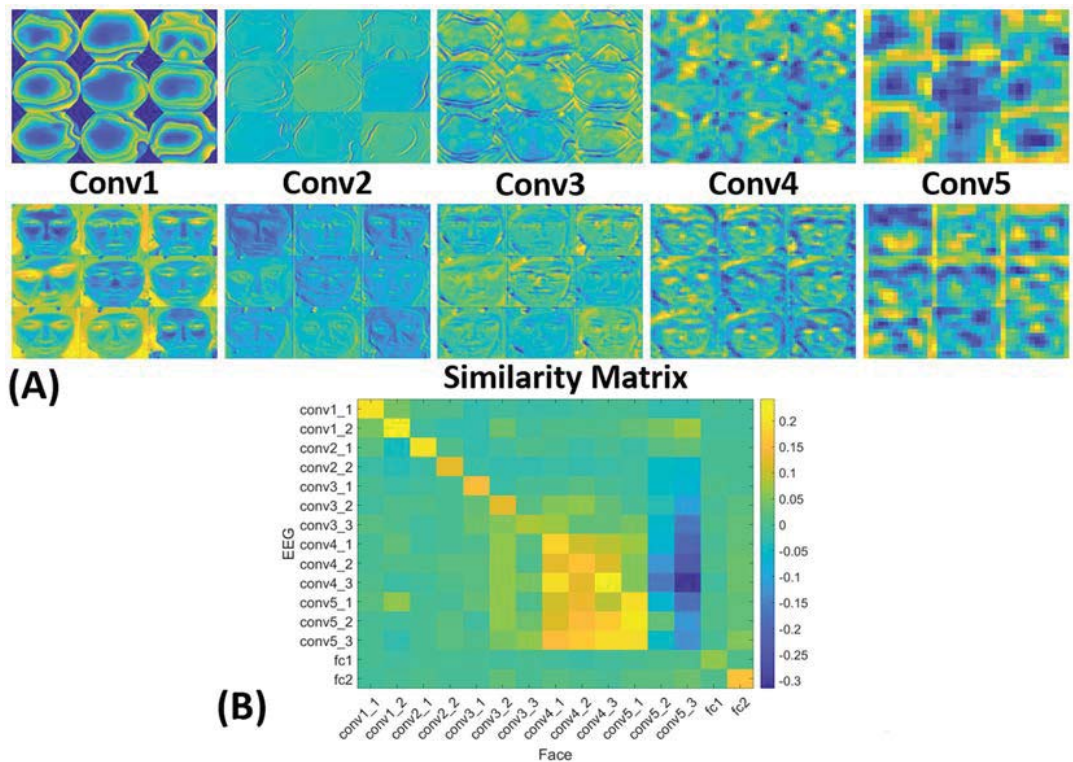 Conv1 Conv2 Conv3 Conv4 Conv5
(A)
Similarity Matrix
conv1_1
conv1_2
conv2_1
conv2_2
conv3_1
conv3_2
conv3_3
conv4_1
conv4_2
conv4_3
conv5_1
conv5_2
conv5_3
fc1
fc2
EEG
0.2
0.15
0.1
0.05
0
-0.05
-0.1
-0.15
-0.2
-0.25
-0.3
(B)
conv1_1 conv1_2 conv2_1 conv2_2 conv3_1 conv3_2 conv3_3 conv4_1 conv4_2 conv4_3 conv5_1 conv5_2 conv5_3 fc1 fc2
Face